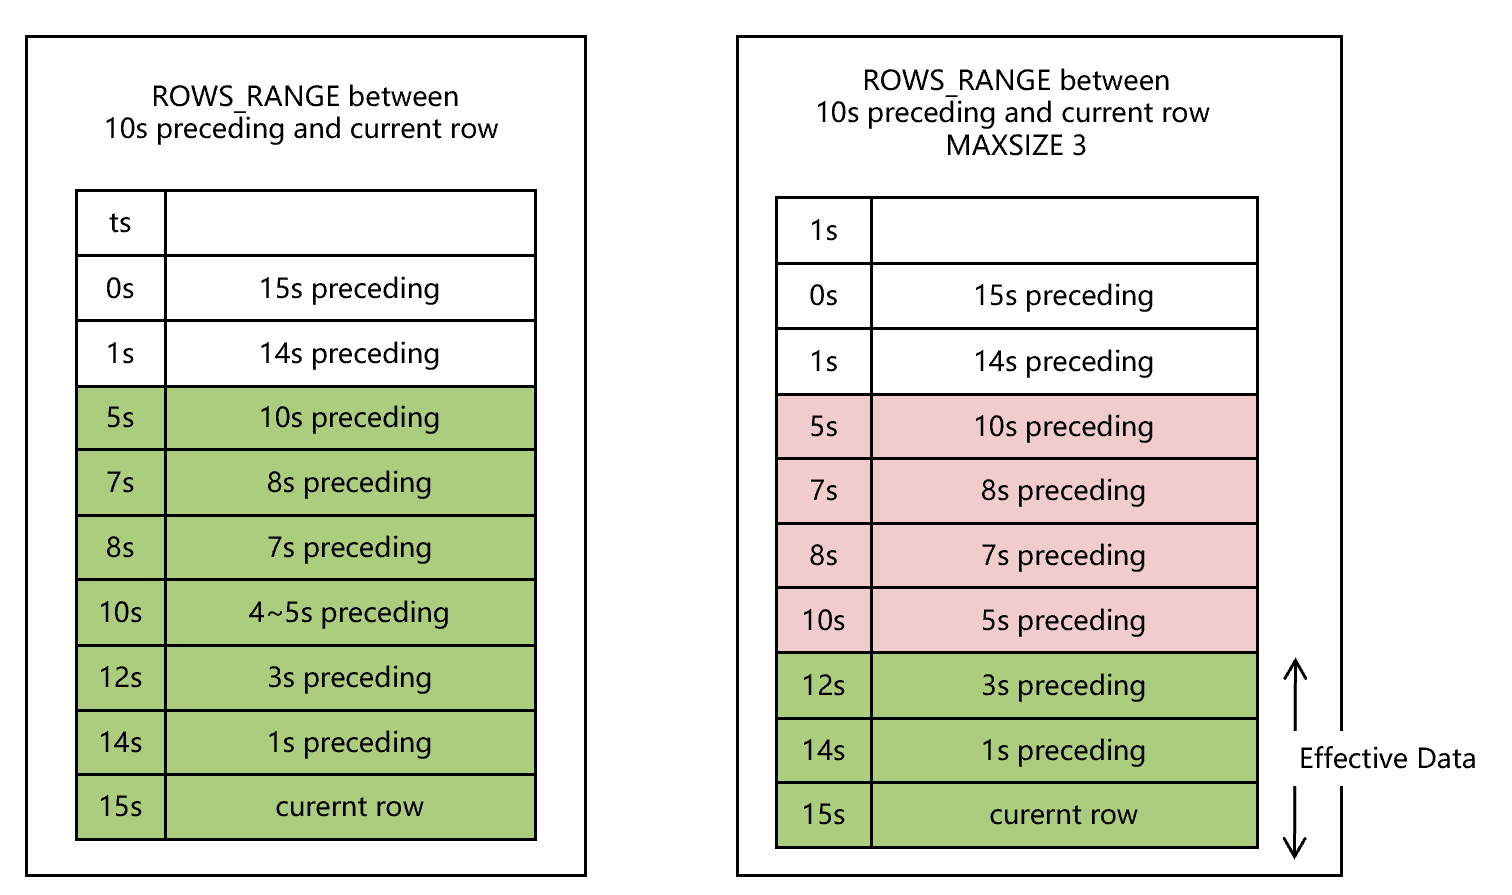 ROWS_RANGE between
10s preceding and current row
ts
0s 15s preceding
1s 14s preceding
5s 10s preceding
7s 8s preceding
8s 7s preceding
10s 4~5s preceding
12s 3s preceding
14s 1s preceding
15s curernt row
ROWS_RANGE between
10s preceding and current row
MAXSIZE 3
1s
0s 15s preceding
1s 14s preceding
5s 10s preceding
7s 8s preceding
8s 7s preceding
10s 5s preceding
12s 3s preceding
14s 1s preceding
15s curernt row
Effective Data